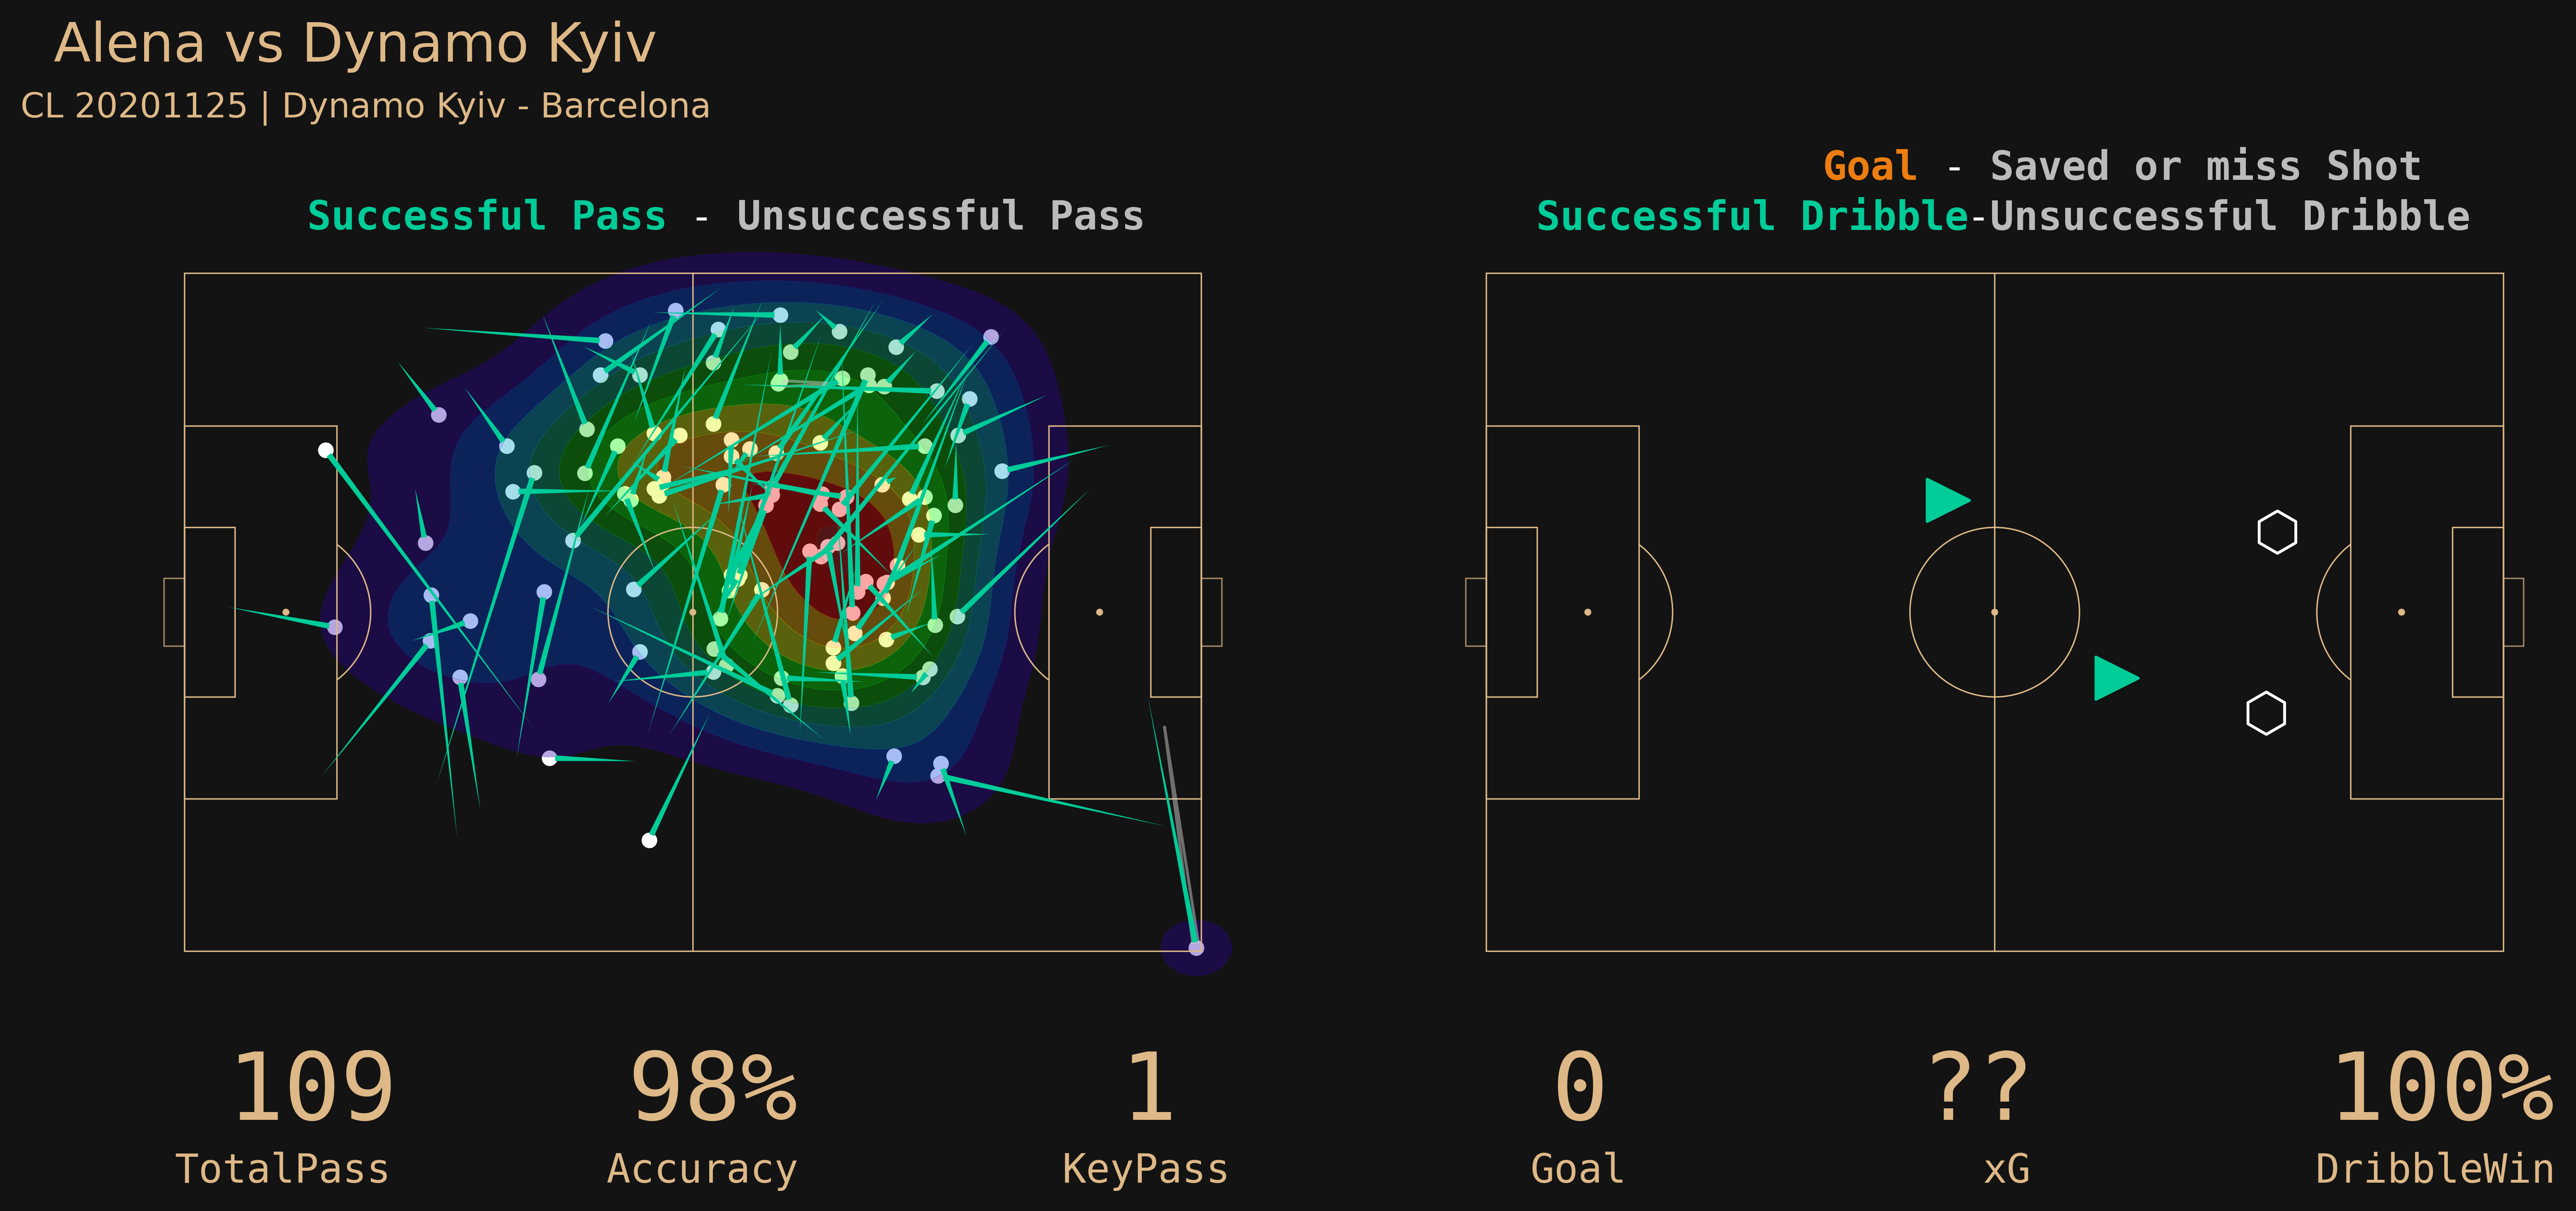 Alena vs Dynamo Kyiv
CL 20201125 | Dynamo Kyiv - Barcelona
Successful Pass - Unsuccessful Pass
Goal - Saved or miss Shot
Successful Dribble-Unsuccessful Dribble
109 98% 1 0 ?? 100%
TotalPass Accuracy KeyPass Goal xG DribbleWin